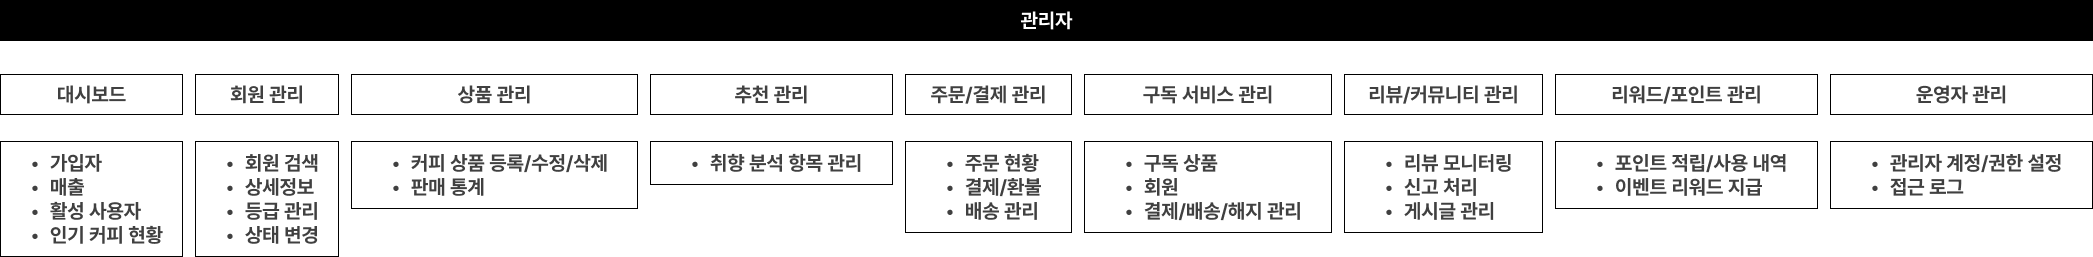 관리자
대시보드
가입자
매출
활성 사용자
인기 커피 현황
회원 관리
회원 검색
상세정보
등급 관리
상태 변경
상품 관리
커피 상품 등록/수정/삭제
판매 통계
추천 관리
취향 분석 항목 관리
주문/결제 관리
주문 현황
결제/환불
배송 관리
구독 서비스 관리
구독 상품
회원
결제/배송/해지 관리
리뷰/커뮤니티 관리
리뷰 모니터링
신고 처리
게시글 관리
리워드/포인트 관리
포인트 적립/사용 내역
이벤트 리워드 지급
운영자 관리
관리자 계정/권한 설정
접근 로그